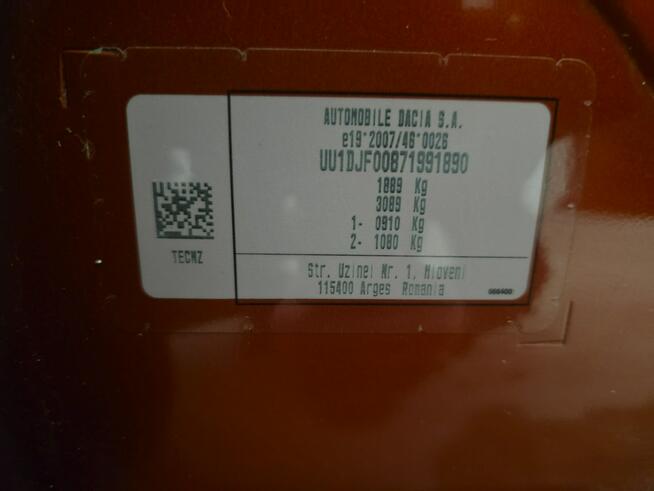 AUTOMOBILE DACIA S.A.
e19*2007/46*0026
UU1DJF00871991890
1889 Kg
3089 Kg
1- 0910 Kg
2- 1080 Kg
TECMZ
Str. Uzinei Nr. 1, Mioveni
115400 Arges Romania